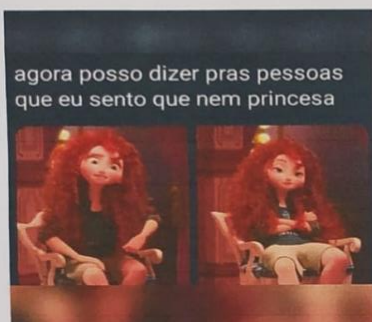 agora posso dizer pras pessoas
que eu sento que nem princesa